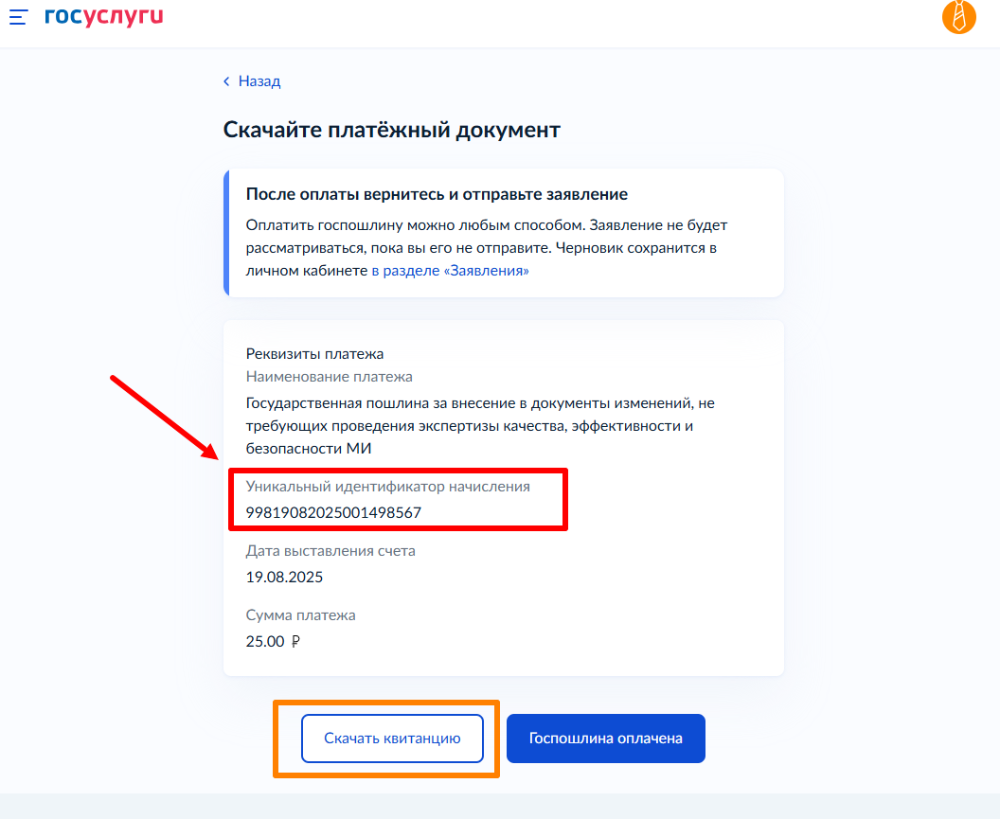 госуслуги
Назад
Скачайте платёжный документ
После оплаты вернитесь и отправьте заявление
Оплатить госпошлину можно любым способом. Заявление не будет
рассматриваться, пока вы его не отправите. Черновик сохранится в
личном кабинете в разделе «Заявления»
Реквизиты платежа
Наименование платежа
Государственная пошлина за внесение в документы изменений, не
требующих проведения экспертизы качества, эффективности и
безопасности МИ
Уникальный идентификатор начисления
99819082025001498567
Дата выставления счета
19.08.2025
Сумма платежа
25.00 ₽
Скачать квитанцию
Госпошлина оплачена